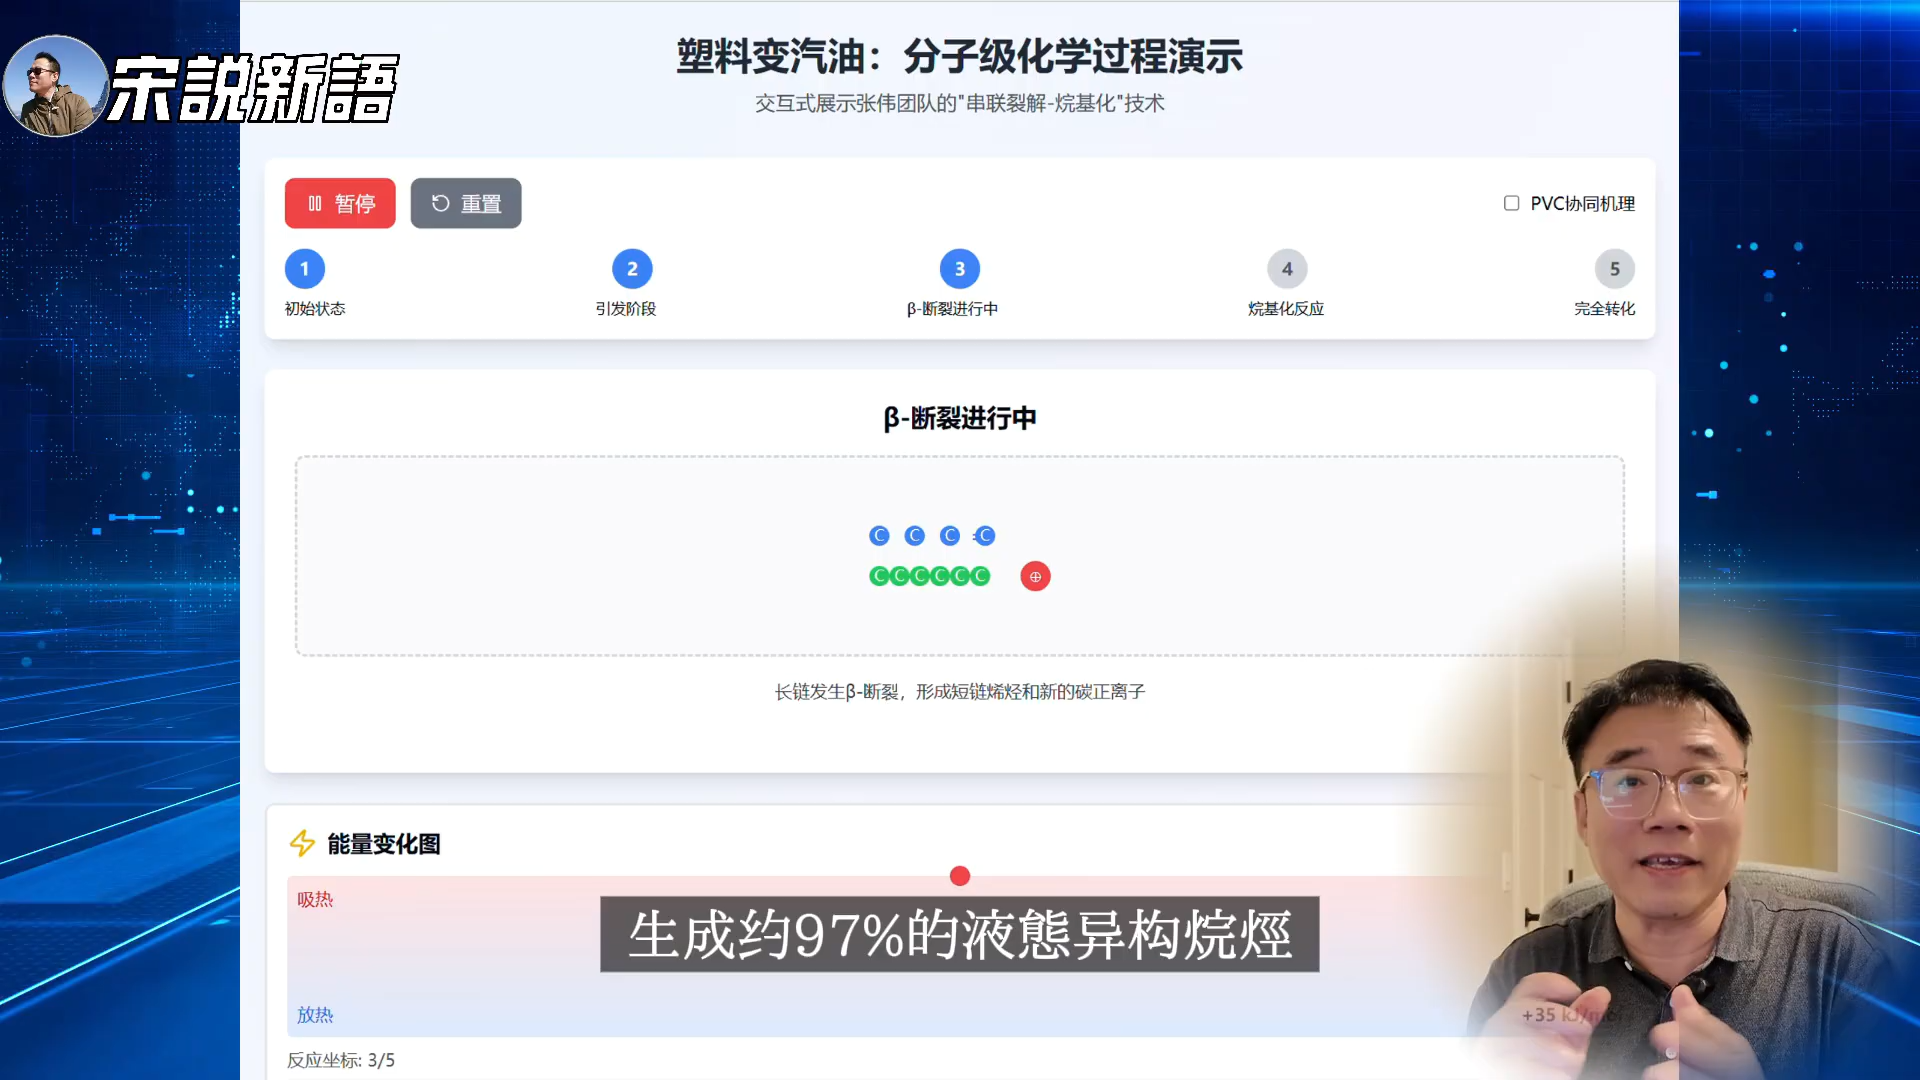 宋説新語
塑料变汽油：分子级化学过程演示
交互式展示张伟团队的"串联裂解-烷基化"技术
暂停
重置
PVC协同机理
1
2
3
4
5
初始状态
引发阶段
β-断裂进行中
烷基化反应
完全转化
β-断裂进行中
C C C :C
CCCCCC ⊕
长链发生β-断裂，形成短链烯烃和新的碳正离子
能量变化图
吸热
生成约97%的液態异构烷烴
放热
+35 kJ/mol
反应坐标: 3/5